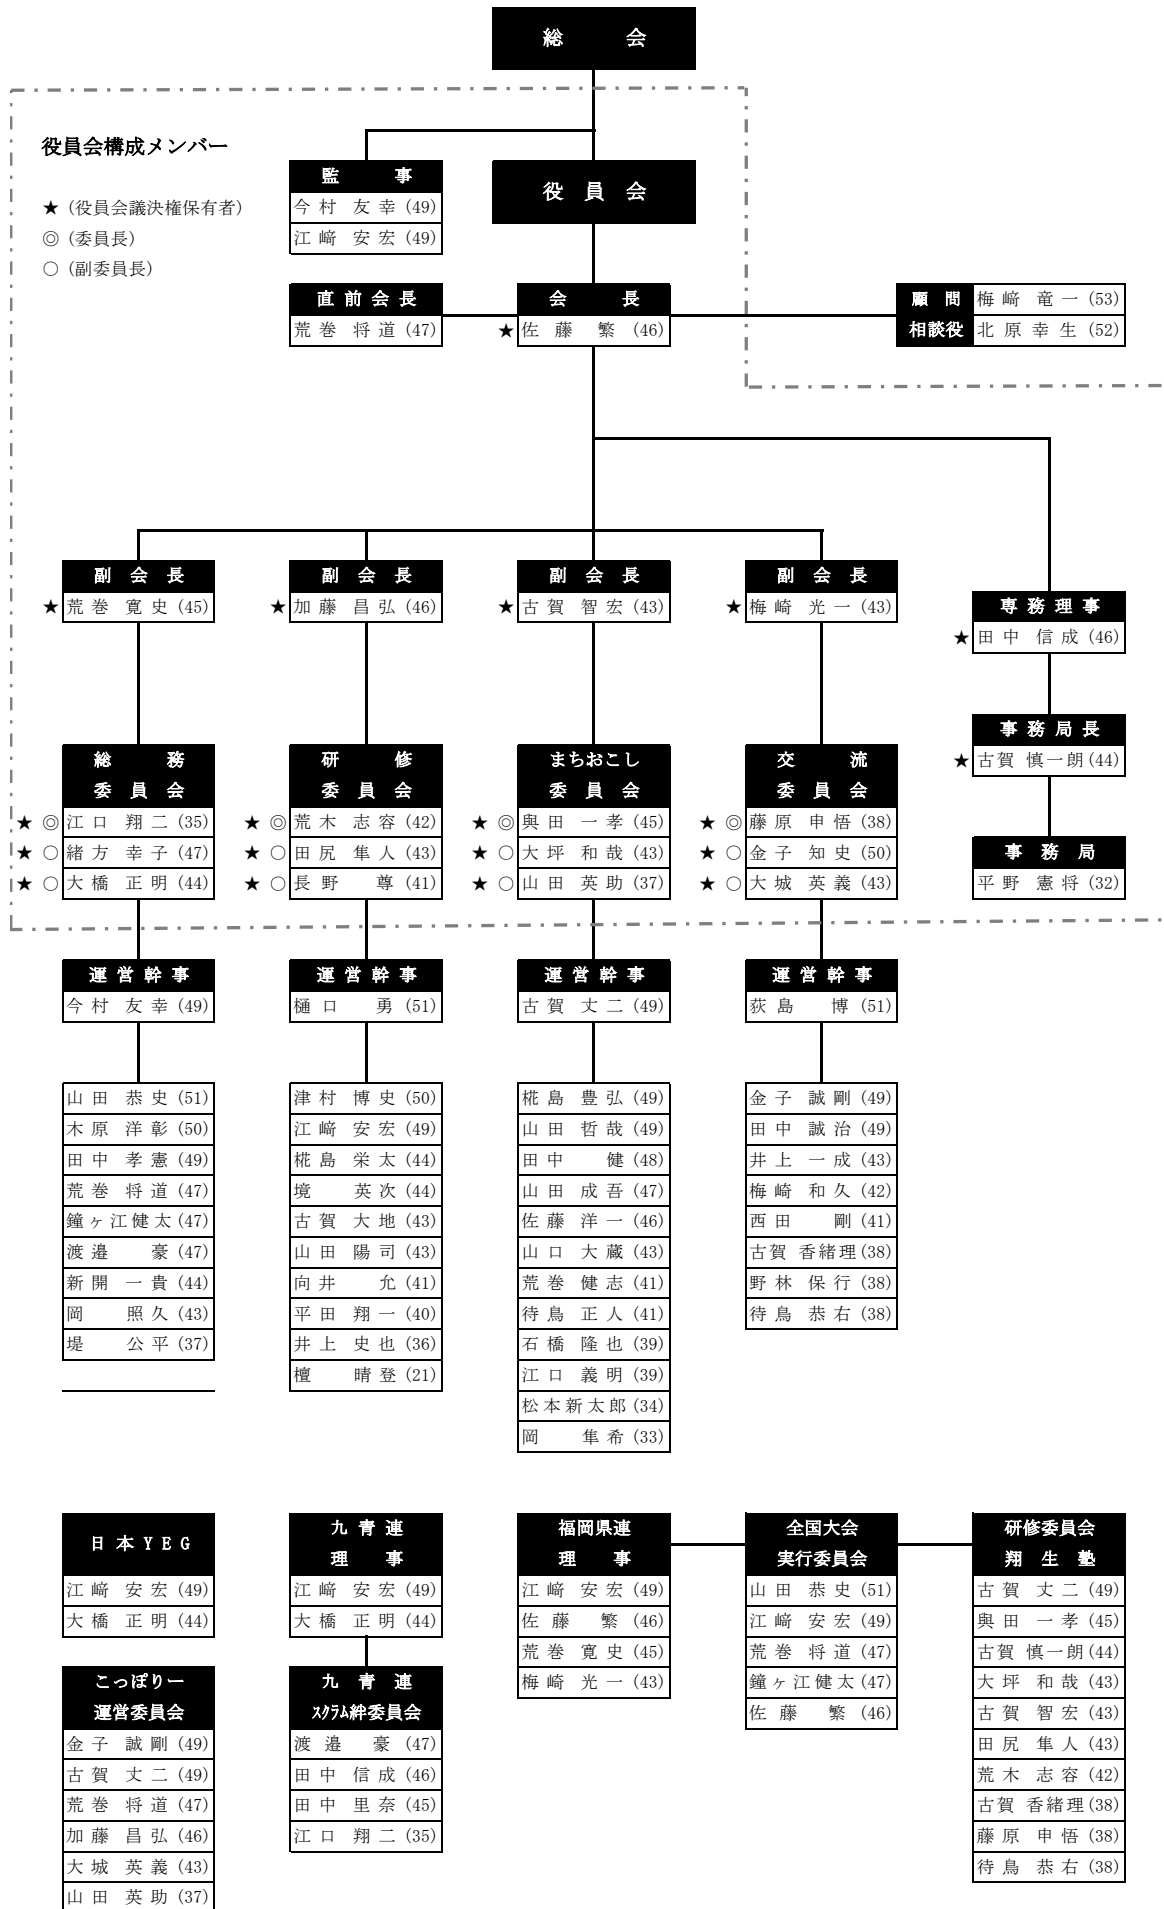 総 会
役員会構成メンバー
★ (役員会議決権保有者)
◎ (委員長)
○ (副委員長)
監 事
今村 友幸 (49)
江﨑 安宏 (49)
役 員 会
直前会長
荒巻 将道 (47)
会 長
★ 佐藤 繁 (46)
顧 問 梅﨑 竜一 (53)
相談役 北原 幸生 (52)
副 会 長
★ 荒巻 寛史 (45)
副 会 長
★ 加藤 昌弘 (46)
副 会 長
★ 古賀 智宏 (43)
副 会 長
★ 梅崎 光一 (43)
専務理事
★ 田中 信成 (46)
事務局長
★ 古賀 慎一朗 (44)
事 務 局
平野 憲将 (32)
総 務
委 員 会
★ ◎ 江口 翔二 (35)
★ ○ 緒方 幸子 (47)
★ ○ 大橋 正明 (44)
研 修
委 員 会
★ ◎ 荒木 志容 (42)
★ ○ 田尻 隼人 (43)
★ ○ 長野 尊 (41)
まちおこし
委 員 会
★ ◎ 與田 一孝 (45)
★ ○ 大坪 和哉 (43)
★ ○ 山田 英助 (37)
交 流
委 員 会
★ ◎ 藤原 申悟 (38)
★ ○ 金子 知史 (50)
★ ○ 大城 英義 (43)
運営幹事
今村 友幸 (49)
運営幹事
樋口 勇 (51)
運営幹事
古賀 丈二 (49)
運営幹事
荻島 博 (51)
山田 恭史 (51)
木原 洋彰 (50)
田中 孝憲 (49)
荒巻 将道 (47)
鐘ヶ江健太 (47)
渡邉 豪 (47)
新開 一貴 (44)
岡 照久 (43)
堤 公平 (37)
津村 博史 (50)
江﨑 安宏 (49)
椛島 栄太 (44)
境 英次 (44)
古賀 大地 (43)
山田 陽司 (43)
向井 允 (41)
平田 翔一 (40)
井上 史也 (36)
檀 晴登 (21)
椛島 豊弘 (49)
山田 哲哉 (49)
田中 健 (48)
山田 成吾 (47)
佐藤 洋一 (46)
山口 大蔵 (43)
荒巻 健志 (41)
待鳥 正人 (41)
石橋 隆也 (39)
江口 義明 (39)
松本新太郎 (34)
岡 隼希 (33)
金子 誠剛 (49)
田中 誠治 (49)
井上 一成 (43)
梅崎 和久 (42)
西田 剛 (41)
古賀 香緒理 (38)
野林 保行 (38)
待鳥 恭右 (38)
日本YEG
江﨑 安宏 (49)
大橋 正明 (44)
こっぽりー
運営委員会
金子 誠剛 (49)
古賀 丈二 (49)
荒巻 将道 (47)
加藤 昌弘 (46)
大城 英義 (43)
山田 英助 (37)
九青連
理 事
江﨑 安宏 (49)
大橋 正明 (44)
九 青 連
ｽｸﾗﾑ絆委員会
渡邉 豪 (47)
田中 信成 (46)
田中 里奈 (45)
江口 翔二 (35)
福岡県連
理 事
江﨑 安宏 (49)
佐藤 繁 (46)
荒巻 寛史 (45)
梅崎 光一 (43)
全国大会
実行委員会
山田 恭史 (51)
江﨑 安宏 (49)
荒巻 将道 (47)
鐘ヶ江健太 (47)
佐藤 繁 (46)
研修委員会
翔 生 塾
古賀 丈二 (49)
與田 一孝 (45)
古賀 慎一朗 (44)
大坪 和哉 (43)
古賀 智宏 (43)
田尻 隼人 (43)
荒木 志容 (42)
古賀 香緒理 (38)
藤原 申悟 (38)
待鳥 恭右 (38)